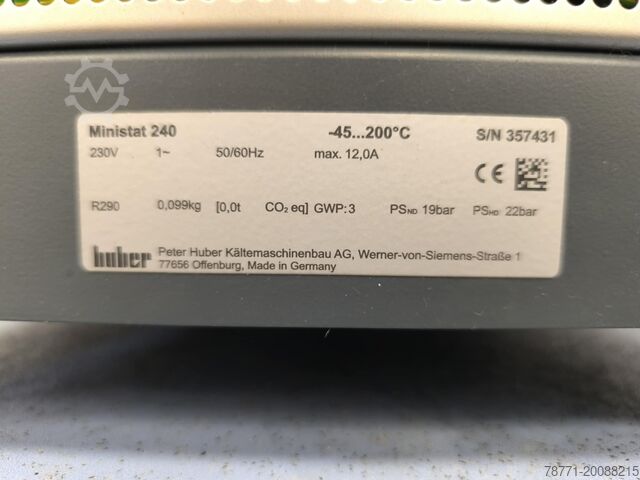 Ministat 240 -45...200°C S/N 357431
230V 1~ 50/60Hz max. 12,0A
CE
R290 0,099kg [0,0t CO₂ eq] GWP:3 PSND 19bar PSHD 22bar
huber Peter Huber Kältemaschinenbau AG, Werner-von-Siemens-Straße 1
77656 Offenburg, Made in Germany
78771-20088215